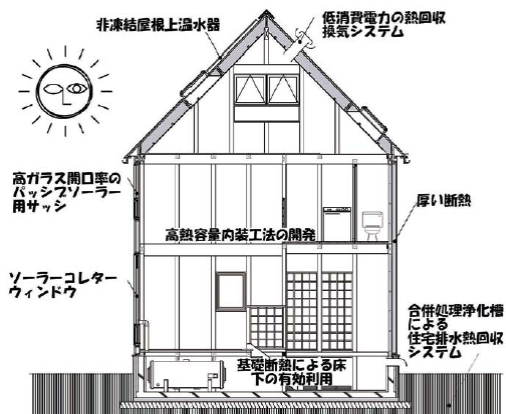 非凍結屋根上温水器
低消費電力の熱回収
換気システム
高ガラス開口率の
パッシブソーラー
用サッシ
厚い断熱
高熱容量内装工法の開発
ソーラーコレター
ウィンドウ
合併処理浄化槽
による
住宅排水熱回収
システム
基礎断熱による床
下の有効利用